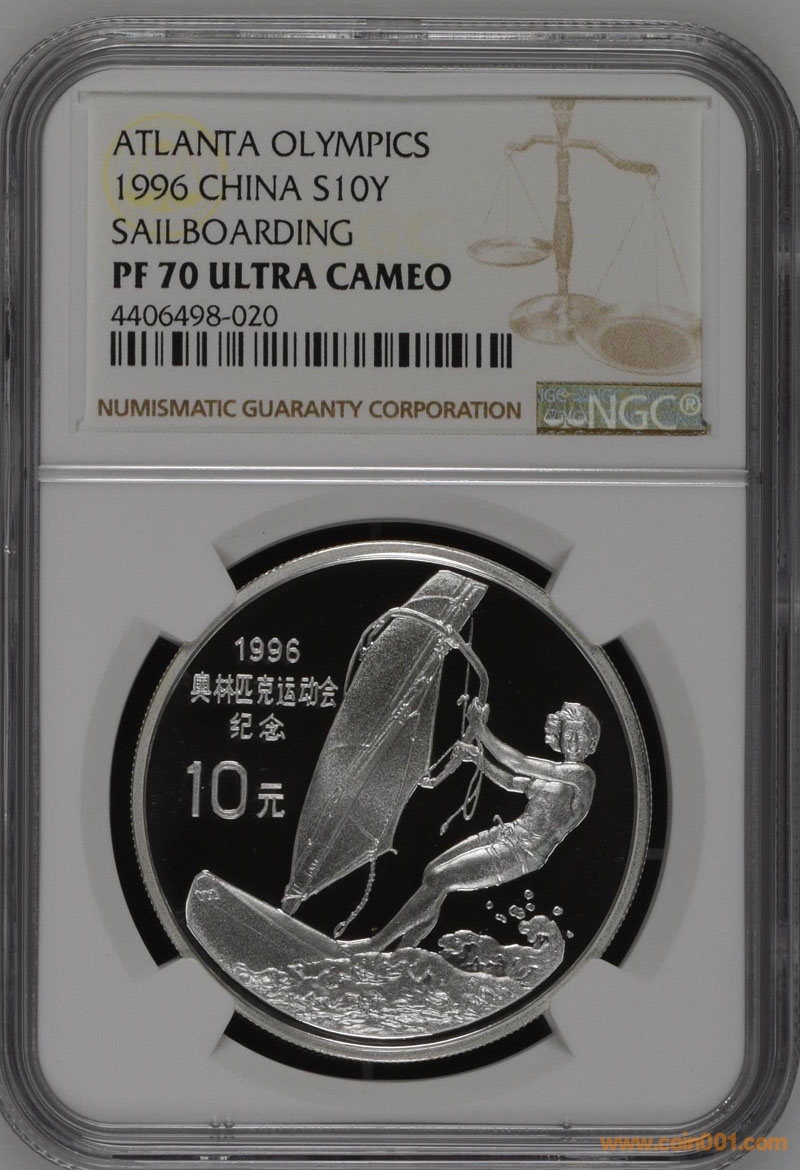 ATLANTA OLYMPICS
1996 CHINA S10Y
SAILBOARDING
PF 70 ULTRA CAMEO
4406498-020
NUMISMATIC GUARANTY CORPORATION
NGC®
1996
奥林匹克运动会
纪念
10元
www.coin001.com